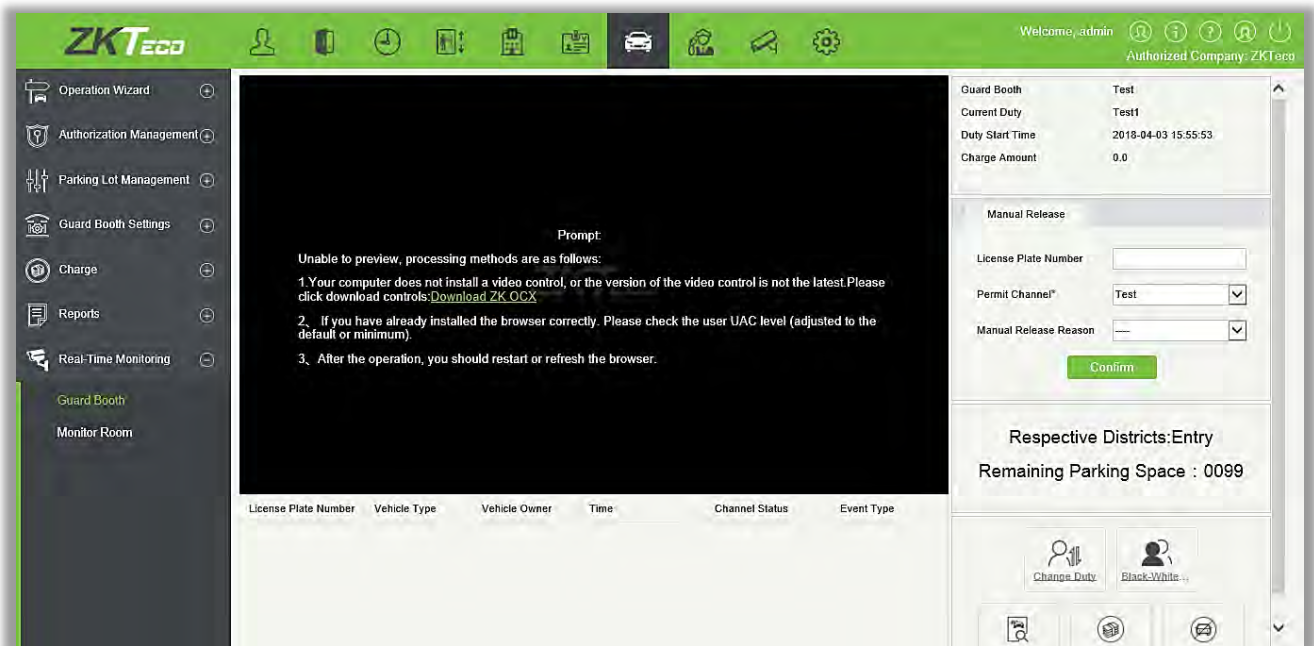 ZKTeco
Welcome, admin
Authorized Company: ZKTeco
Operation Wizard
Authorization Management
Parking Lot Management
Guard Booth Settings
Charge
Reports
Real-Time Monitoring
Guard Booth
Monitor Room
Prompt:
Unable to preview, processing methods are as follows:
1.Your computer does not install a video control, or the version of the video control is not the latest.Please
click download controls:Download ZK OCX
2、 If you have already installed the browser correctly. Please check the user UAC level (adjusted to the
default or minimum).
3、 After the operation, you should restart or refresh the browser.
License Plate Number Vehicle Type Vehicle Owner Time Channel Status Event Type
Guard Booth Test
Current Duty Test1
Duty Start Time 2018-04-03 15:55:53
Charge Amount 0.0
Manual Release
License Plate Number
Permit Channel* Test
Manual Release Reason ----
Confirm
Respective Districts:Entry
Remaining Parking Space : 0099
Change Duty Black-White...